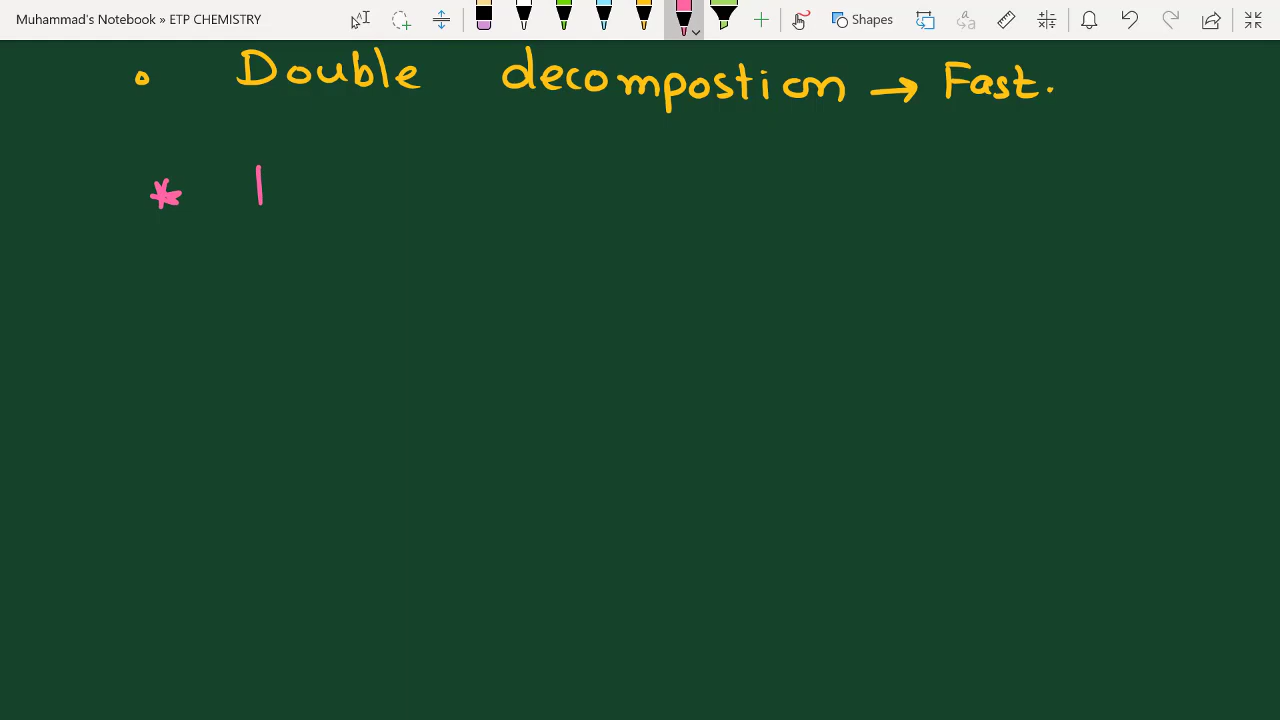 Muhammad's Notebook » ETP CHEMISTRY Shapes
• Double decompostion → Fast.
* |